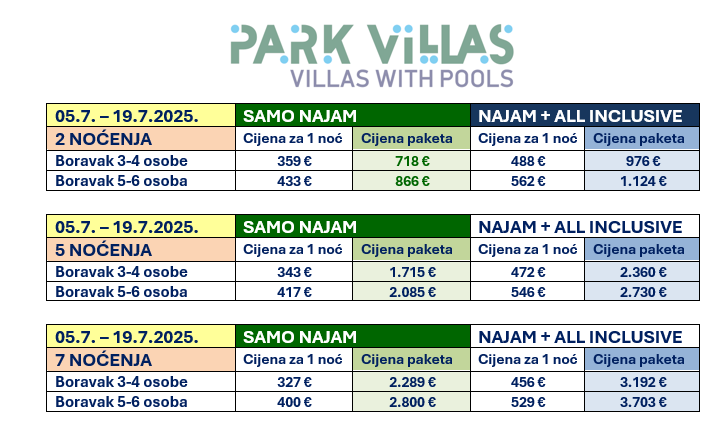 PARK VILLAS
VILLAS WITH POOLS
05.7. – 19.7.2025. SAMO NAJAM NAJAM + ALL INCLUSIVE
2 NOĆENJA Cijena za 1 noć Cijena paketa Cijena za 1 noć Cijena paketa
Boravak 3-4 osobe 359 € 718 € 488 € 976 €
Boravak 5-6 osoba 433 € 866 € 562 € 1.124 €
05.7. – 19.7.2025. SAMO NAJAM NAJAM + ALL INCLUSIVE
5 NOĆENJA Cijena za 1 noć Cijena paketa Cijena za 1 noć Cijena paketa
Boravak 3-4 osobe 343 € 1.715 € 472 € 2.360 €
Boravak 5-6 osoba 417 € 2.085 € 546 € 2.730 €
05.7. – 19.7.2025. SAMO NAJAM NAJAM + ALL INCLUSIVE
7 NOĆENJA Cijena za 1 noć Cijena paketa Cijena za 1 noć Cijena paketa
Boravak 3-4 osobe 327 € 2.289 € 456 € 3.192 €
Boravak 5-6 osoba 400 € 2.800 € 529 € 3.703 €